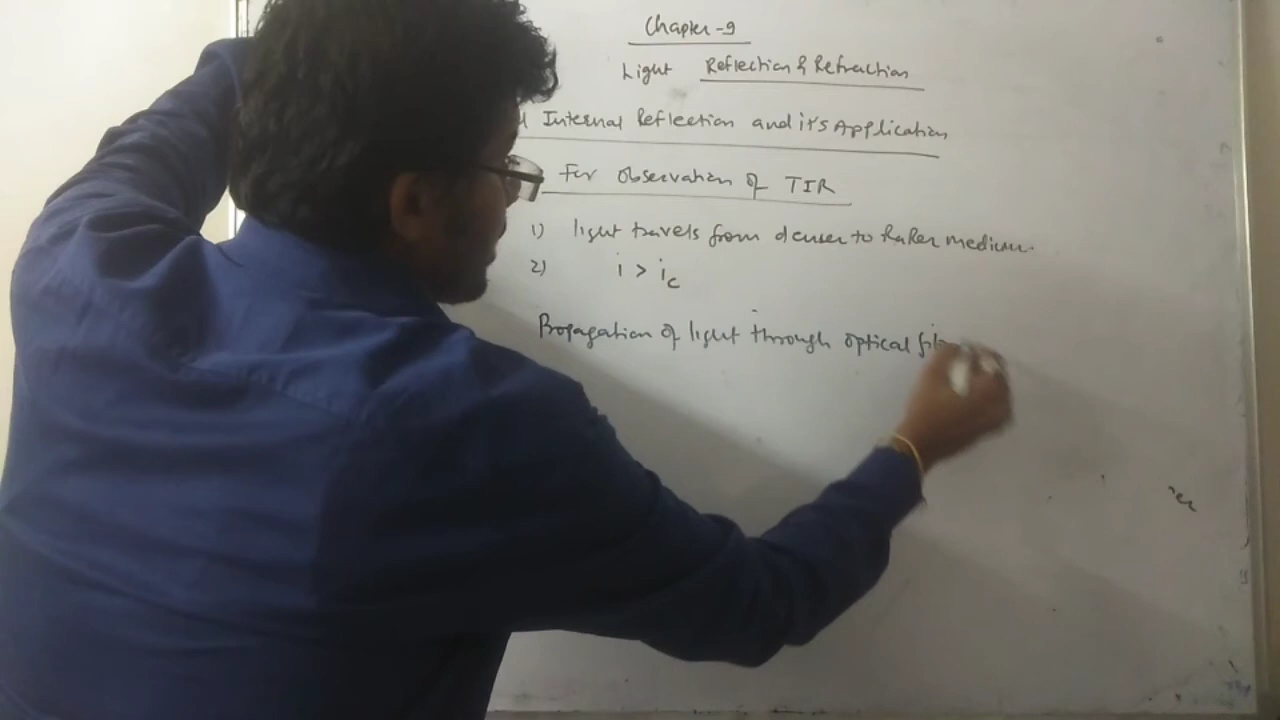 Chapter-9
Light Reflection & Refraction
Internal Reflection and it's Application
For observation of TIR
1) light travels from denser to Rarer medium.
2) i > ic
Propagation of light through optical